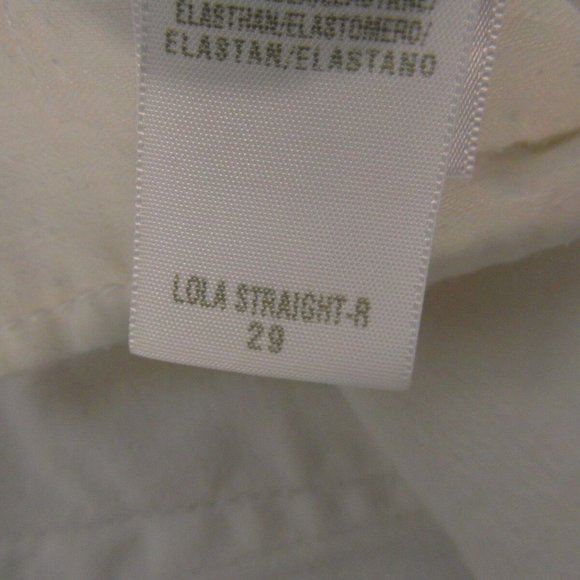 ELASTHAN/ELASTOMERO/
ELASTAN/ELASTANO
LOLA STRAIGHT-R
29